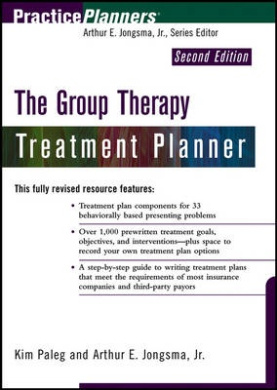 PracticePlanners®
Arthur E. Jongsma, Jr., Series Editor
Second Edition
The Group Therapy
Treatment Planner
This fully revised resource features:
• Treatment plan components for 33
behaviorally based presenting problems
• Over 1,000 prewritten treatment goals,
objectives, and interventions—plus space to
record your own treatment plan options
• A step-by-step guide to writing treatment plans
that meet the requirements of most insurance
companies and third-party payors
Kim Paleg and Arthur E. Jongsma, Jr.